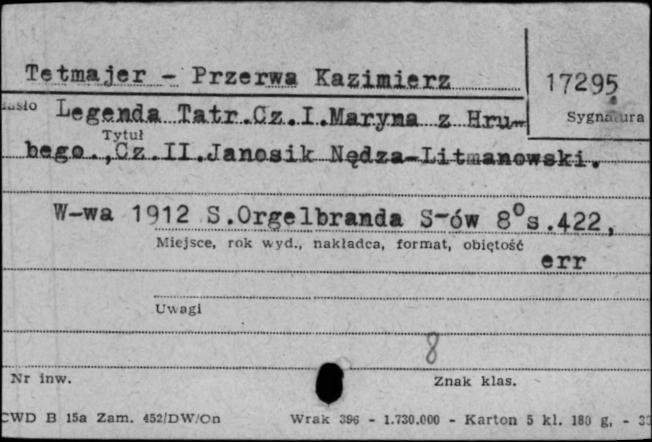 Tetmajer - Przerwa Kazimierz
17295
Sygnatura
Hasło
Legenda Tatr.Cz.I.Maryna z Hru-
Tytuł
bego.,Cz.II.Janosik Nędza-Litmanowski.
W-wa 1912 S.Orgelbranda S-ów 8°s.422,
Miejsce, rok wyd., nakładca, format, objętość
err
Uwagi
8
Nr inw.
Znak klas.
CWD B 15a Zam. 452/DW/On Wrak 396 - 1.730.000 - Karton 5 kl. 180 g, -